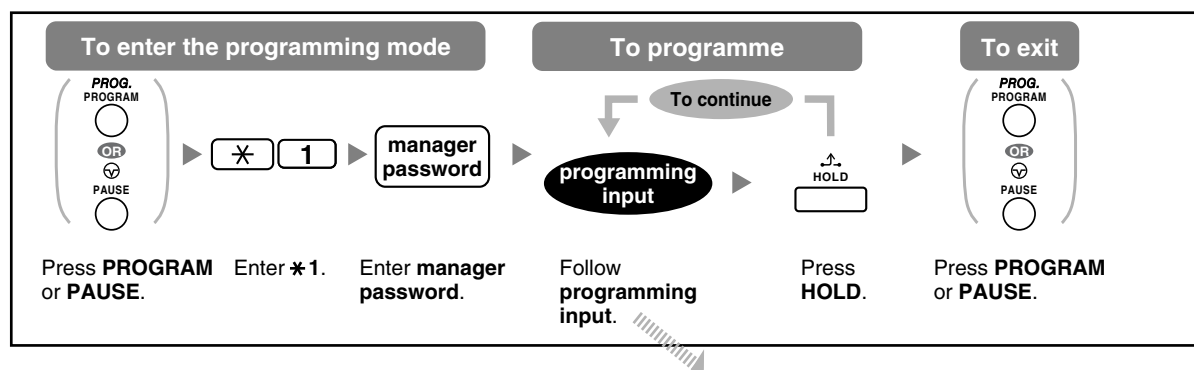 To enter the programming mode
To programme
To exit
PROG.
PROGRAM
OR
PAUSE
* 1
manager
password
To continue
programming
input
HOLD
PROG.
PROGRAM
OR
PAUSE
Press PROGRAM
or PAUSE.
Enter * 1.
Enter manager
password.
Follow
programming
input.
Press
HOLD.
Press PROGRAM
or PAUSE.